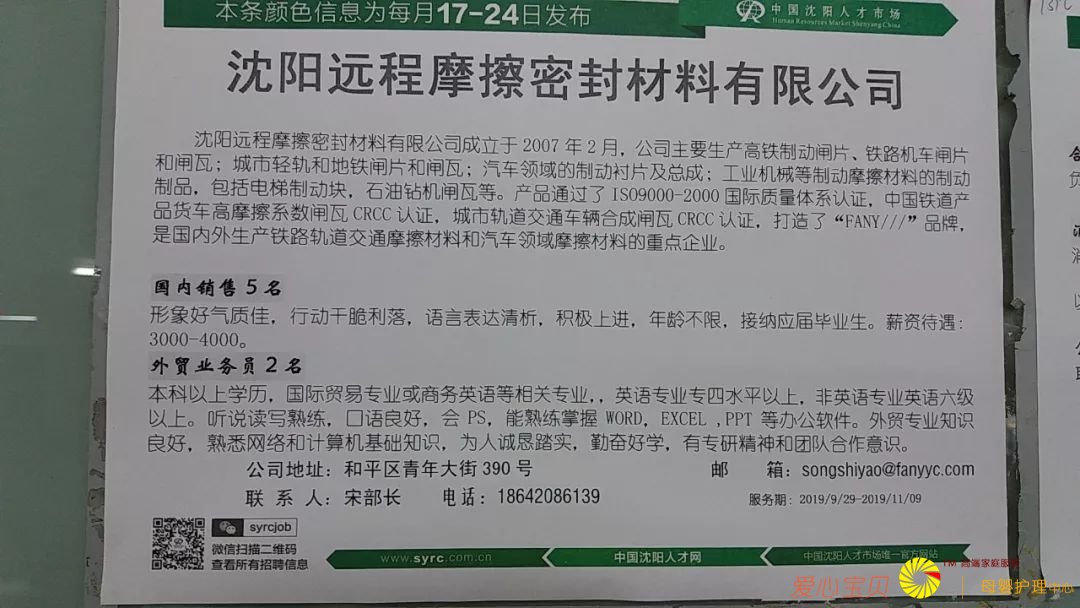 本条颜色信息为每月17-24日发布
中国沈阳人才市场
Human Resources Market Shenyang China
沈阳远程摩擦密封材料有限公司
沈阳远程摩擦密封材料有限公司成立于 2007 年 2 月，公司主要生产高铁制动闸片、铁路机车闸片
和闸瓦；城市轻轨和地铁闸片和闸瓦；汽车领域的制动衬片及总成；工业机械等制动摩擦材料的制动
制品，包括电梯制动块，石油钻机闸瓦等。产品通过了 ISO9000-2000 国际质量体系认证，中国铁道产
品货车高摩擦系数闸瓦 CRCC 认证，城市轨道交通车辆合成闸瓦 CRCC 认证，打造了“FANY///”品牌，
是国内外生产铁路轨道交通摩擦材料和汽车领域摩擦材料的重点企业。
国内销售 5 名
形象好气质佳，行动干脆利落，语言表达清析，积极上进，年龄不限，接纳应届毕业生。薪资待遇：
3000-4000。
外贸业务员 2 名
本科以上学历，国际贸易专业或商务英语等相关专业，，英语专业专四水平以上，非英语专业英语六级
以上。听说读写熟练，口语良好，会 PS，能熟练掌握 WORD，EXCEL ,PPT 等办公软件。外贸专业知识
良好，熟悉网络和计算机基础知识，为人诚恳踏实，勤奋好学，有专研精神和团队合作意识。
公司地址：和平区青年大街 390 号 邮 箱：songshiyao@fanyyc.com
联 系 人：宋部长 电话：18642086139 服务期：2019/9/29-2019/11/09
syrcjob
微信扫描二维码
查看所有招聘信息
www.syrc.com.cn
中国沈阳人才网
中国沈阳人才市场唯一官方网站
爱心宝贝
TM 高端家庭服务
母婴护理中心